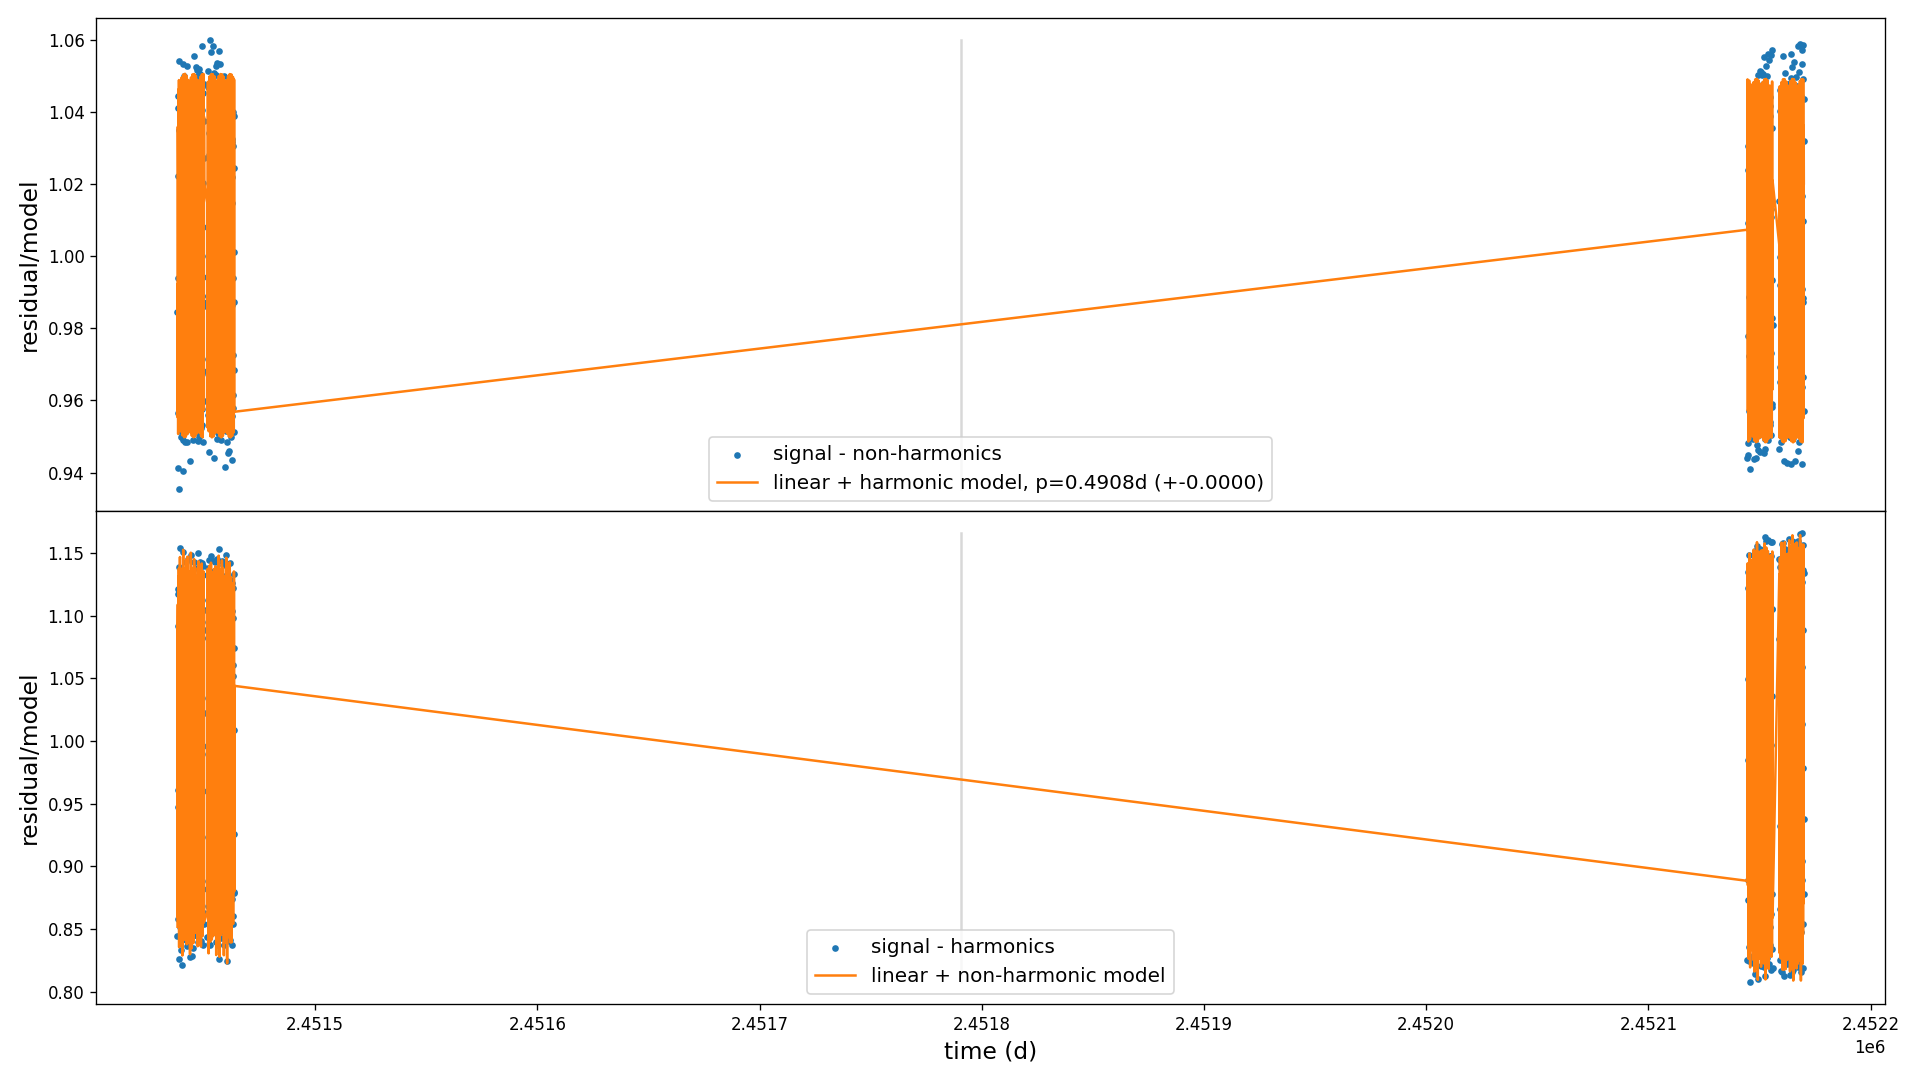 1.06
1.04
1.02
1.00
0.98
0.96
0.94
residual/model
signal - non-harmonics
linear + harmonic model, p=0.4908d (+-0.0000)
1.15
1.10
1.05
1.00
0.95
0.90
0.85
0.80
residual/model
signal - harmonics
linear + non-harmonic model
2.4515 2.4516 2.4517 2.4518 2.4519 2.4520 2.4521 2.4522
1e6
time (d)